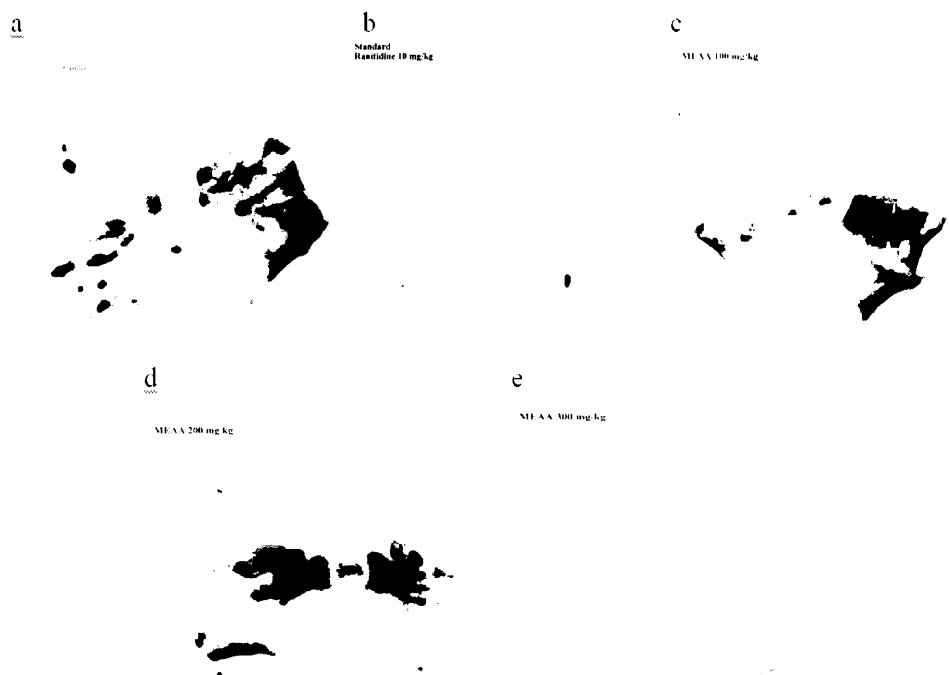 a
b
c
Standard
Ranitidine 10 mg/kg
MEAA 100 mg/kg
d
e
MEAA 200 mg/kg
MEAA 300 mg/kg